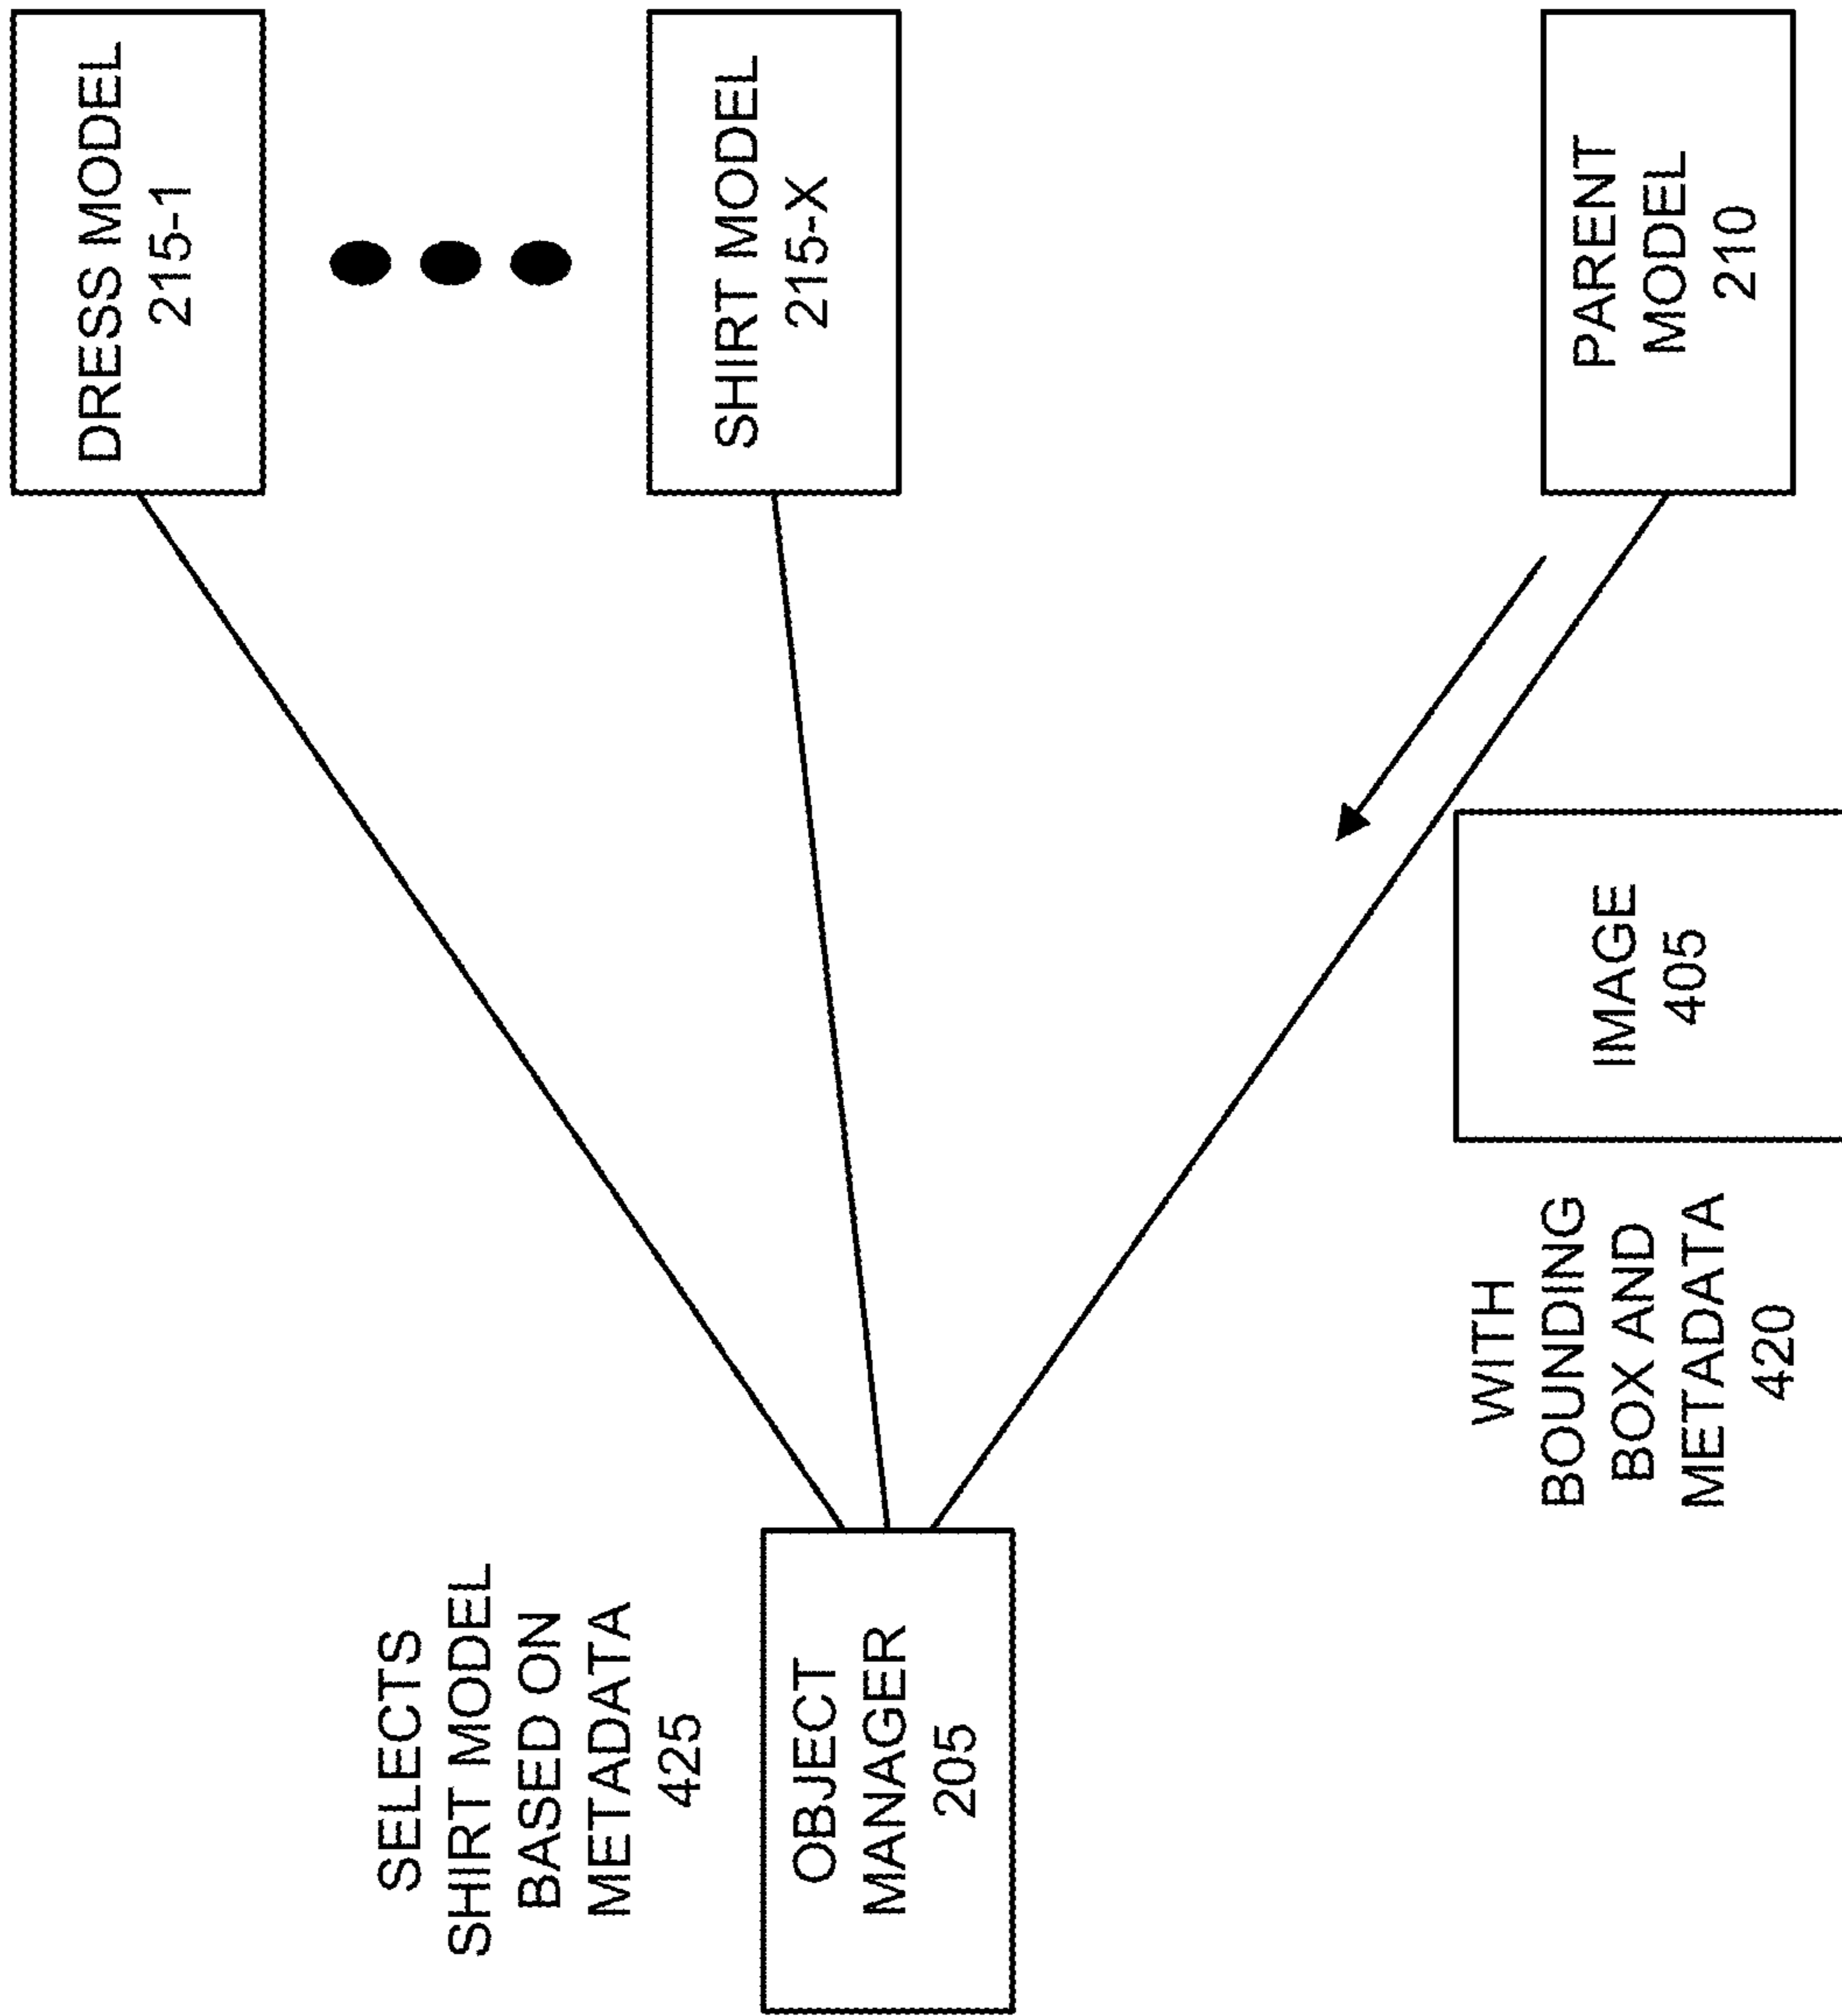 DRESS MODEL
215-1
SHIRT MODEL
215-X
SELECTS
SHIRT MODEL
BASED ON
METADATA
425
OBJECT
MANAGER
205
PARENT
MODEL
210
IMAGE
405
WITH
BOUNDING
BOX AND
METADATA
420